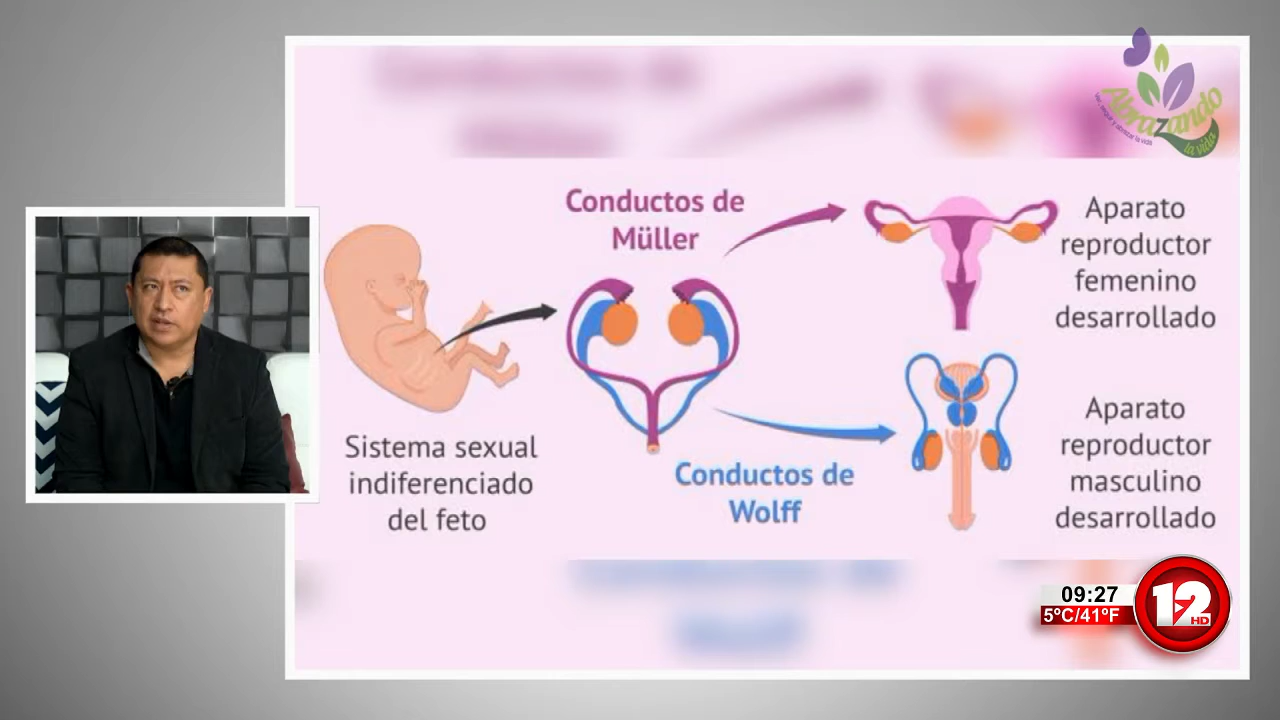 Abrazando
la vida
Conductos de
Müller
Aparato
reproductor
femenino
desarrollado
Sistema sexual
indiferenciado
del feto
Conductos de
Wolff
Aparato
reproductor
masculino
desarrollado
09:27
5°C/41°F
12
HD